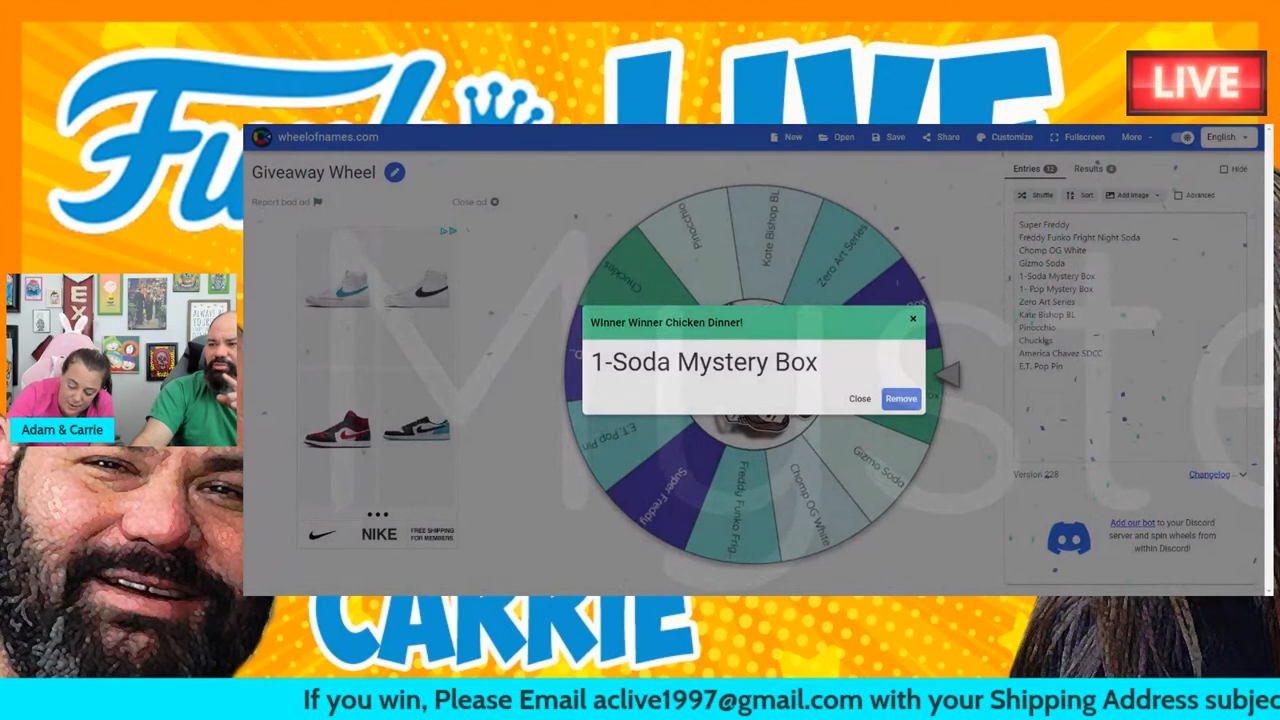 Funko LIVE
LIVE
wheelofnames.com
New
Open
Save
Share
Customize
Fullscreen
More
English
Giveaway Wheel
Report bad ad
Close ad
NIKE
FREE SHIPPING
FOR MEMBERS
Pinocchio
Kate Bishop BL
Zero Art Series
Chuckles
E.T. Pop Pin
Super Freddy
Freddy Funko Frig...
Chomp OG White
Gizmo Soda
Winner Winner Chicken Dinner!
1-Soda Mystery Box
Close
Remove
Entries 12
Results
Hide
Shuffle
Sort
Add image
Advanced
Super Freddy
Freddy Funko Fright Night Soda
Chomp OG White
Gizmo Soda
1-Soda Mystery Box
1- Pop Mystery Box
Zero Art Series
Kate Bishop BL
Pinocchio
Chuckles
America Chavez SDCC
E.T. Pop Pin
Version 228
Changelog
Add our bot to your Discord
server and spin wheels from
within Discord!
Adam & Carrie
CARRIE
If you win, Please Email aclive1997@gmail.com with your Shipping Address subjec